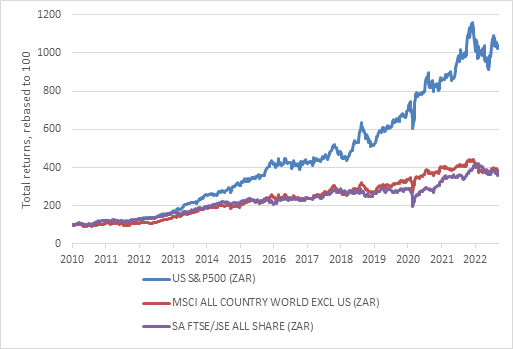 1200
1000
800
600
400
200
0
Total returns, rebased to 100
2010 2011 2012 2013 2014 2015 2016 2017 2018 2019 2020 2021 2022
US S&P500 (ZAR)
MSCI ALL COUNTRY WORLD EXCL US (ZAR)
SA FTSE/JSE ALL SHARE (ZAR)